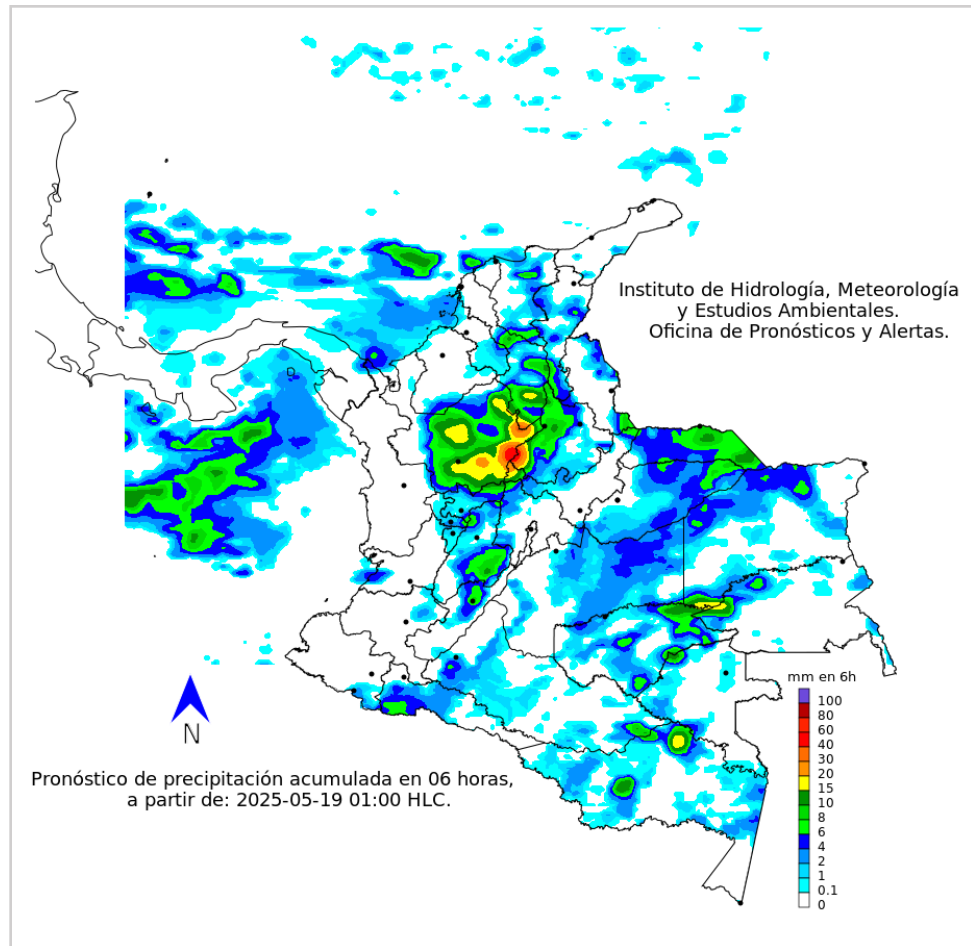 Instituto de Hidrología, Meteorología
y Estudios Ambientales.
Oficina de Pronósticos y Alertas.
mm en 6h
100
80
60
40
30
20
15
10
8
6
4
2
1
0.1
0
N
Pronóstico de precipitación acumulada en 06 horas,
a partir de: 2025-05-19 01:00 HLC.